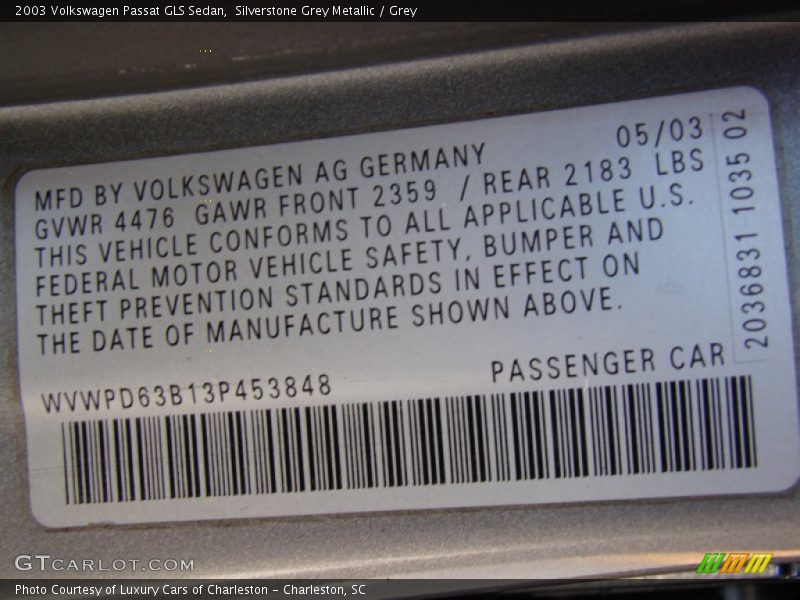 2003 Volkswagen Passat GLS Sedan,  Silverstone Grey Metallic / Grey
05/03
MFD BY VOLKSWAGEN AG GERMANY
GVWR 4476 GAWR FRONT 2359 / REAR 2183 LBS
THIS VEHICLE CONFORMS TO ALL APPLICABLE U.S.
FEDERAL MOTOR VEHICLE SAFETY, BUMPER AND
THEFT PREVENTION STANDARDS IN EFFECT ON
THE DATE OF MANUFACTURE SHOWN ABOVE.
2036831 1035 02
WVWPD63B13P453848 PASSENGER CAR
GTCARLOT.COM
Photo Courtesy of Luxury Cars of Charleston - Charleston, SC